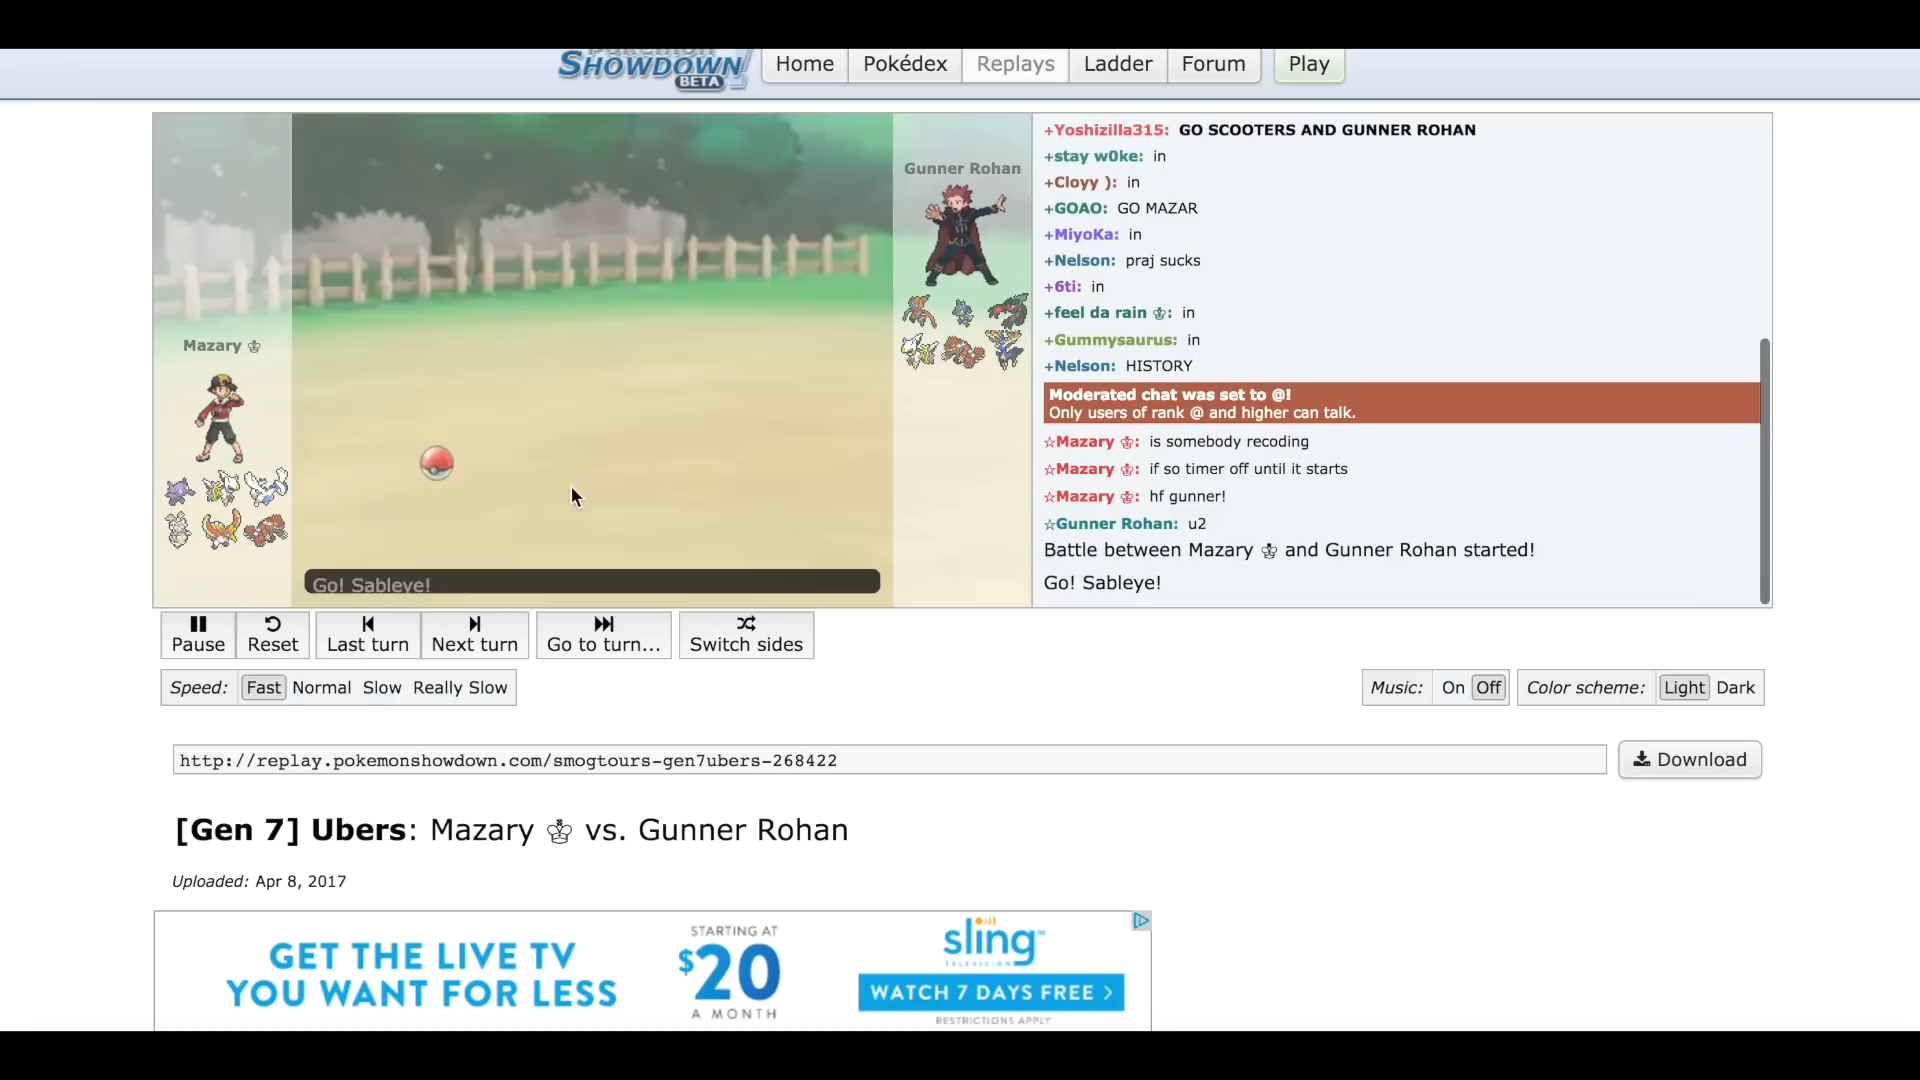 Pokémon
SHOWDOWN
BETA
Home
Pokédex
Replays
Ladder
Forum
Play
Mazary ♔
Gunner Rohan
Go! Sableye!
+Yoshizilla315: GO SCOOTERS AND GUNNER ROHAN
+stay w0ke: in
+Cloyy ): in
+GOAO: GO MAZAR
+MiyoKa: in
+Nelson: praj sucks
+6ti: in
+feel da rain ♔: in
+Gummysaurus: in
+Nelson: HISTORY
Moderated chat was set to @!
Only users of rank @ and higher can talk.
☆Mazary ♔: is somebody recoding
☆Mazary ♔: if so timer off until it starts
☆Mazary ♔: hf gunner!
☆Gunner Rohan: u2
Battle between Mazary ♔ and Gunner Rohan started!
Go! Sableye!
Pause
Reset
Last turn
Next turn
Go to turn...
Switch sides
Speed: Fast Normal Slow Really Slow
Music: On Off
Color scheme: Light Dark
http://replay.pokemonshowdown.com/smogtours-gen7ubers-268422
Download
[Gen 7] Ubers: Mazary ♔ vs. Gunner Rohan
Uploaded: Apr 8, 2017
GET THE LIVE TV
YOU WANT FOR LESS
STARTING AT
$20
A MONTH
sling
TELEVISION
WATCH 7 DAYS FREE >
RESTRICTIONS APPLY